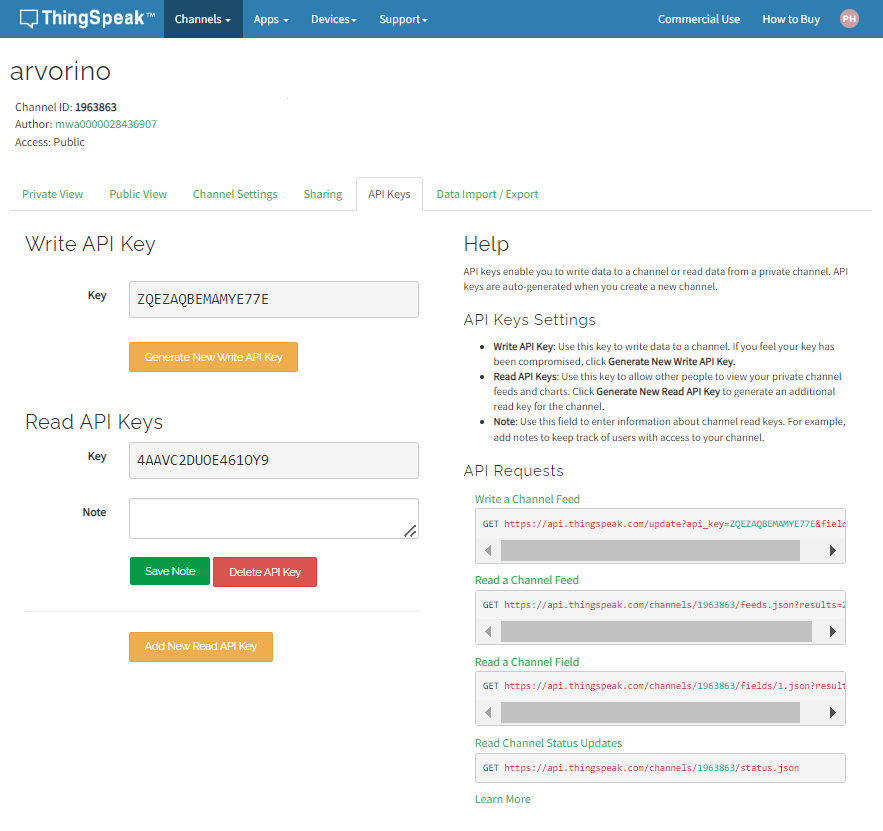 ThingSpeak™ Channels Apps Devices Support Commercial Use How to Buy PH
arvorino
Channel ID: 1963863
Author: mwa0000028436907
Access: Public
Private View Public View Channel Settings Sharing API Keys Data Import / Export
Write API Key
Key
ZQEZAQBEMAMYE77E
Generate New Write API Key
Read API Keys
Key
4AAVC2DUOE461OY9
Note
Save Note Delete API Key
Add New Read API Key
Help
API keys enable you to write data to a channel or read data from a private channel. API
keys are auto-generated when you create a new channel.
API Keys Settings
• Write API Key: Use this key to write data to a channel. If you feel your key has
been compromised, click Generate New Write API Key.
• Read API Keys: Use this key to allow other people to view your private channel
feeds and charts. Click Generate New Read API Key to generate an additional
read key for the channel.
• Note: Use this field to enter information about channel read keys. For example,
add notes to keep track of users with access to your channel.
API Requests
Write a Channel Feed
GET https://api.thingspeak.com/update?api_key=ZQEZAQBEMAMYE77E&field
Read a Channel Feed
GET https://api.thingspeak.com/channels/1963863/feeds.json?results=2
Read a Channel Field
GET https://api.thingspeak.com/channels/1963863/fields/1.json?result
Read Channel Status Updates
GET https://api.thingspeak.com/channels/1963863/status.json
Learn More